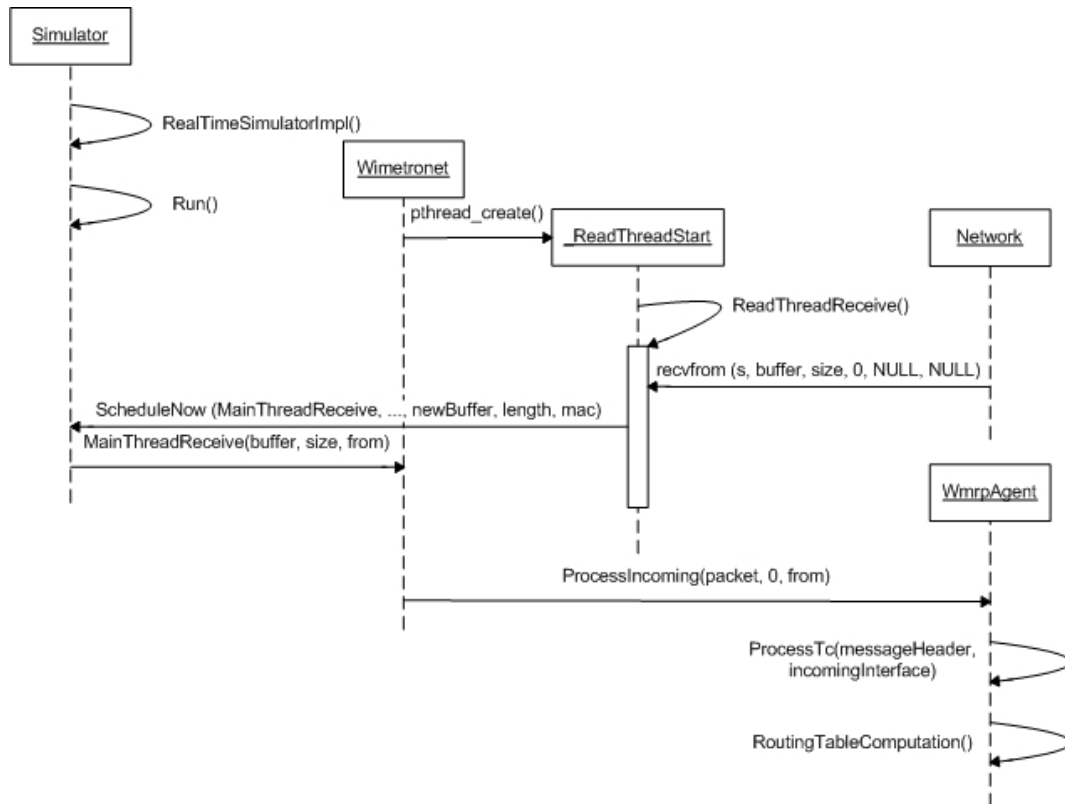 Simulator
RealTimeSimulatorImpl()
Wimetronet
Run()
pthread_create()
_ReadThreadStart
Network
ReadThreadReceive()
recvfrom (s, buffer, size, 0, NULL, NULL)
ScheduleNow (MainThreadReceive, ..., newBuffer, length, mac)
MainThreadReceive(buffer, size, from)
WmrpAgent
ProcessIncoming(packet, 0, from)
ProcessTc(messageHeader,
incomingInterface)
RoutingTableComputation()